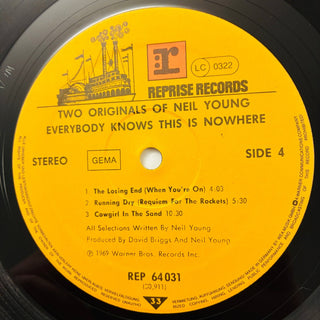 r
LC 0322
REPRISE RECORDS
TWO ORIGINALS OF NEIL YOUNG
EVERYBODY KNOWS THIS IS NOWHERE
STEREO
GEMA
SIDE 4
1 The Losing End (When You're On) 4:03
2 Running Dry (Requiem For The Rockets) 5:30
3 Cowgirl In The Sand 10:30
All Selections Written By Neil Young
Produced By David Briggs And Neil Young
℗ 1969 Warner Bros. Records Inc.
REP 64 031
33